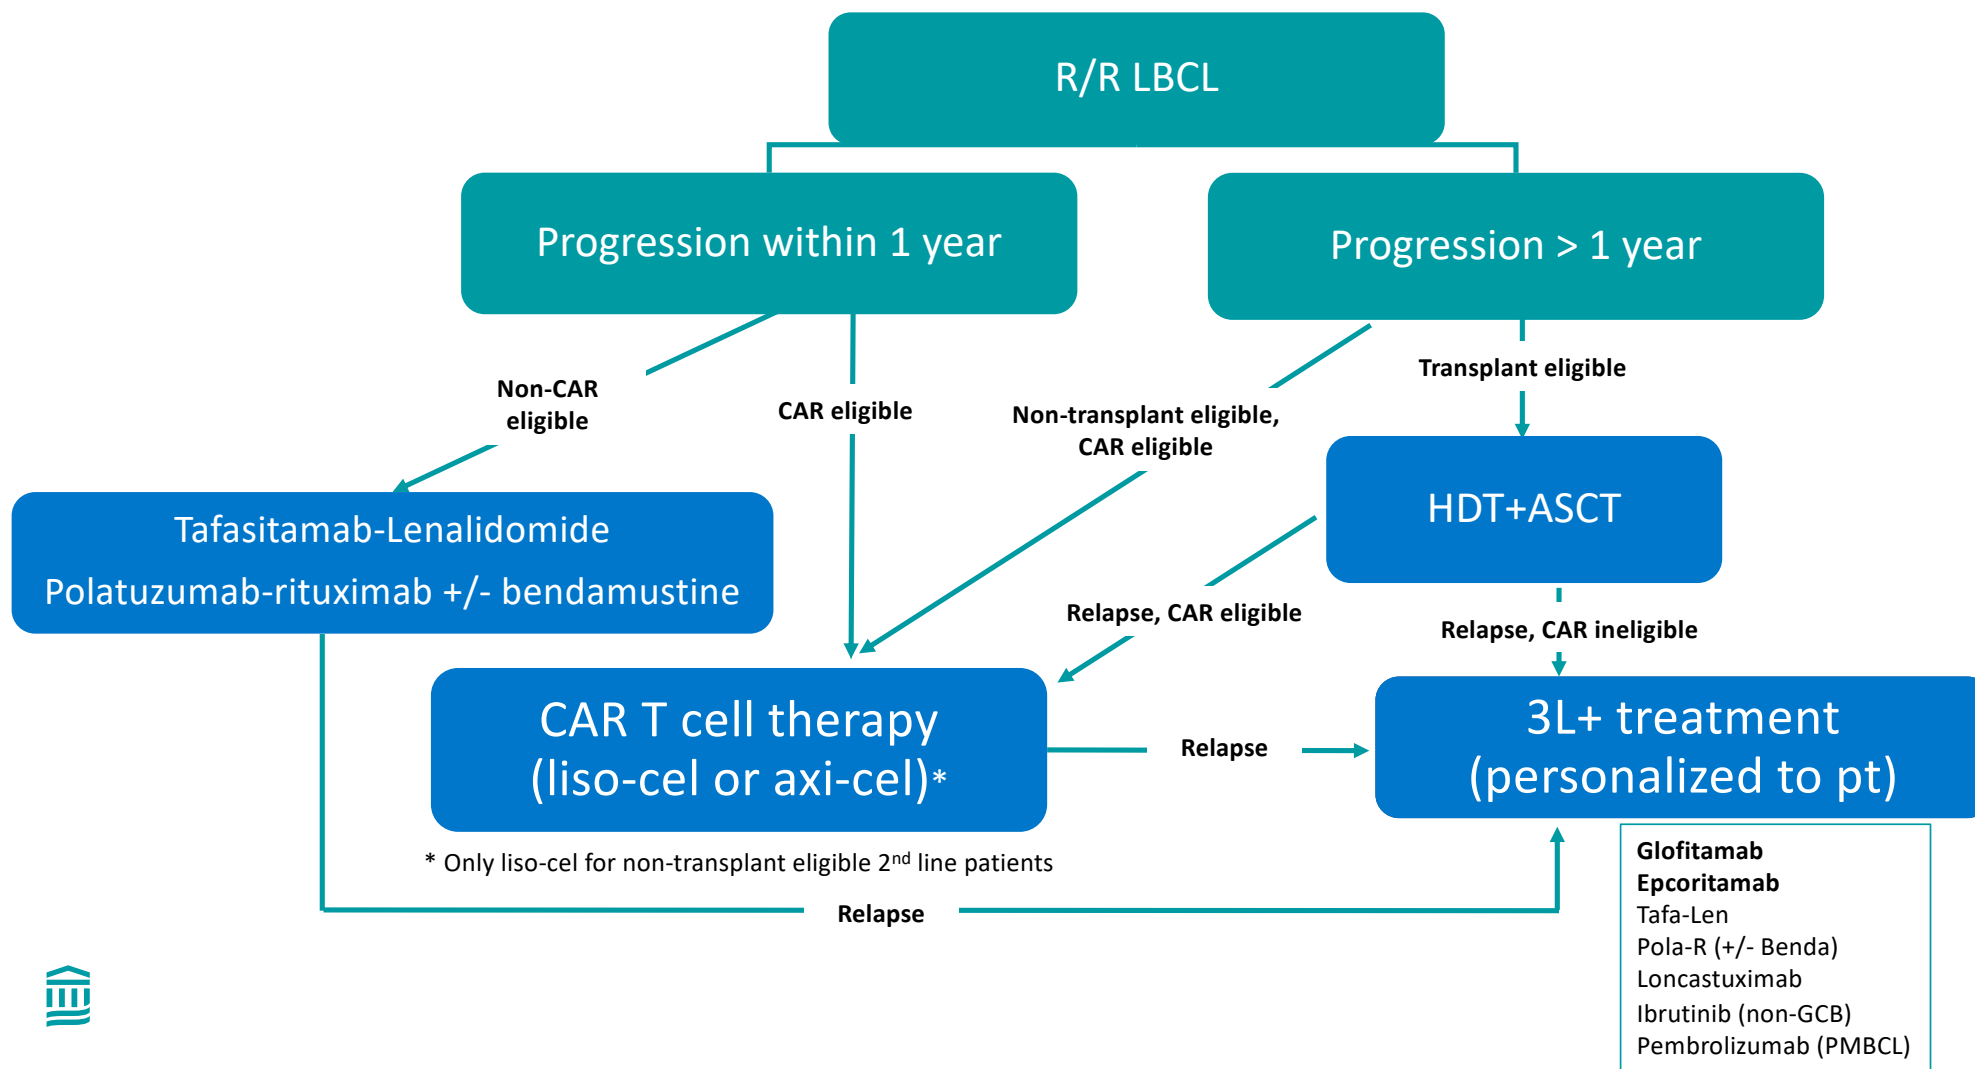 R/R LBCL
Progression within 1 year
Progression > 1 year
Non-CAR
eligible
CAR eligible
Non-transplant eligible,
CAR eligible
Transplant eligible
Tafasitamab-Lenalidomide
Polatuzumab-rituximab +/- bendamustine
HDT+ASCT
Relapse, CAR eligible
Relapse, CAR ineligible
CAR T cell therapy
(liso-cel or axi-cel)*
Relapse
3L+ treatment
(personalized to pt)
* Only liso-cel for non-transplant eligible 2nd line patients
Relapse
Glofitamab
Epcoritamab
Tafa-Len
Pola-R (+/- Benda)
Loncastuximab
Ibrutinib (non-GCB)
Pembrolizumab (PMBCL)